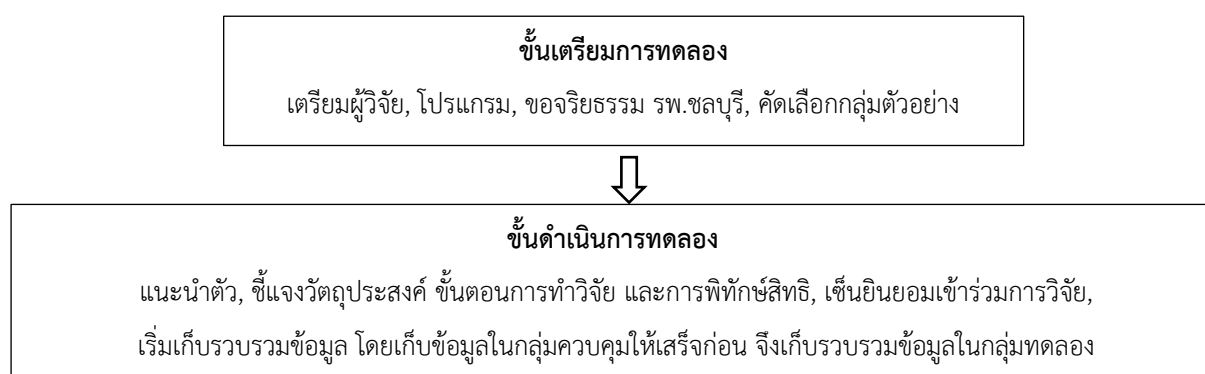 ขั้นเตรียมการทดลอง
เตรียมผู้วิจัย, โปรแกรม, ขอจริยธรรม รพ.ชลบุรี, คัดเลือกกลุ่มตัวอย่าง
ขั้นดำเนินการทดลอง
แนะนำตัว, ชี้แจงวัตถุประสงค์ ขั้นตอนการทำวิจัย และการพิทักษ์สิทธิ, เซ็นยินยอมเข้าร่วมการวิจัย,
เริ่มเก็บรวบรวมข้อมูล โดยเก็บข้อมูลในกลุ่มควบคุมให้เสร็จก่อน จึงเก็บรวบรวมข้อมูลในกลุ่มทดลอง